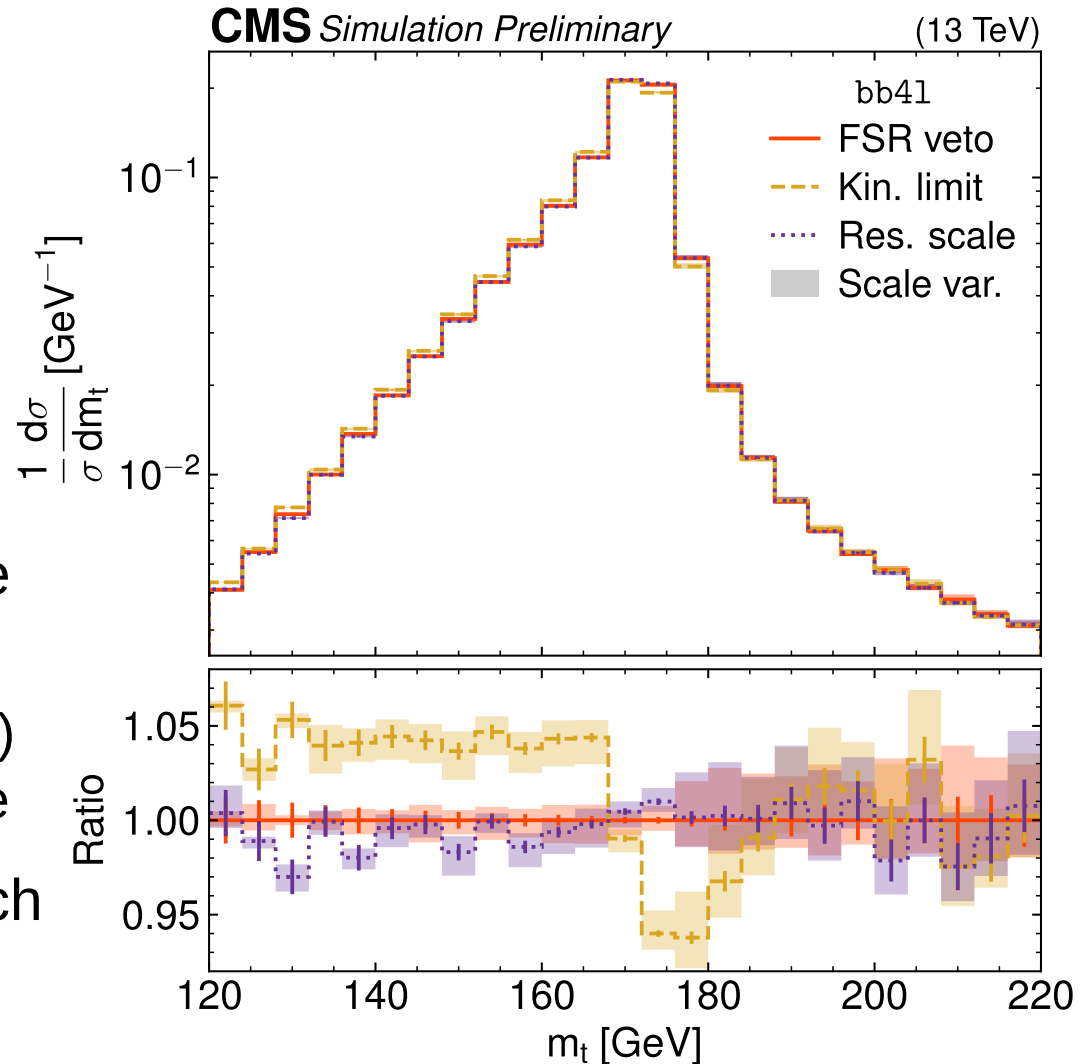 CMS Simulation Preliminary (13 TeV)
bb4l
FSR veto
Kin. limit
Res. scale
Scale var.
10−1
10−2
1/σ dσ/dmt [GeV−1]
e
)
e
ch
1.05
1.00
0.95
Ratio
120 140 160 180 200 220
mt [GeV]